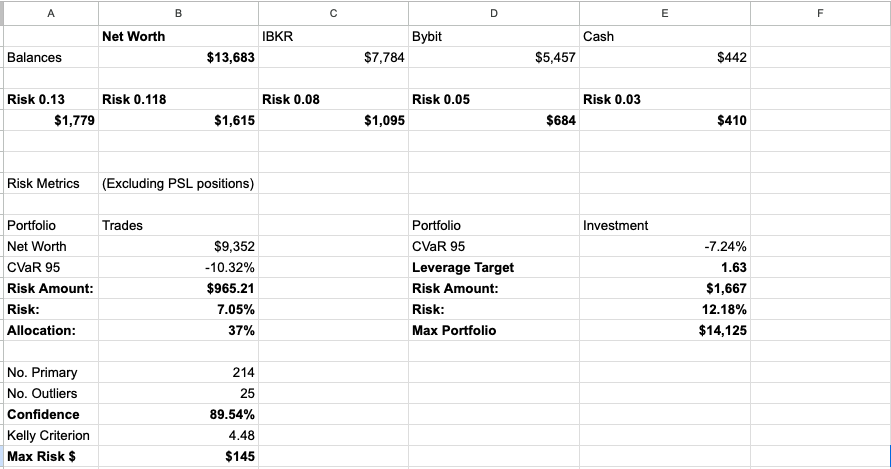 A B C D E F
Net Worth IBKR Bybit Cash
Balances $13,683 $7,784 $5,457 $442
Risk 0.13 Risk 0.118 Risk 0.08 Risk 0.05 Risk 0.03
$1,779 $1,615 $1,095 $684 $410
Risk Metrics (Excluding PSL positions)
Portfolio Trades Portfolio Investment
Net Worth $9,352 CVaR 95 -7.24%
CVaR 95 -10.32% Leverage Target 1.63
Risk Amount: $965.21 Risk Amount: $1,667
Risk: 7.05% Risk: 12.18%
Allocation: 37% Max Portfolio $14,125
No. Primary 214
No. Outliers 25
Confidence 89.54%
Kelly Criterion 4.48
Max Risk $ $145